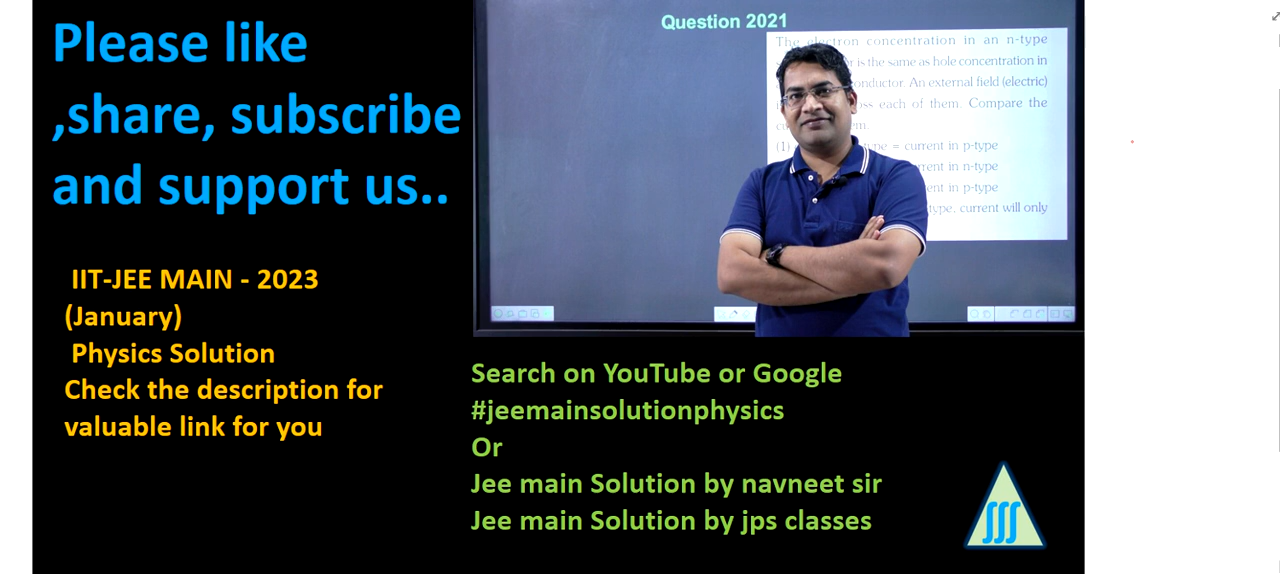 Please like
,share, subscribe
and support us..
IIT-JEE MAIN - 2023
(January)
Physics Solution
Check the description for
valuable link for you
Question 2021
The electron concentration in an n-type
is the same as hole concentration in
An external field (electric)
each of them. Compare the
(1) = current in p-type
in n-type
in p-type
type, current will only
Search on YouTube or Google
#jeemainsolutionphysics
Or
Jee main Solution by navneet sir
Jee main Solution by jps classes
∫∫∫